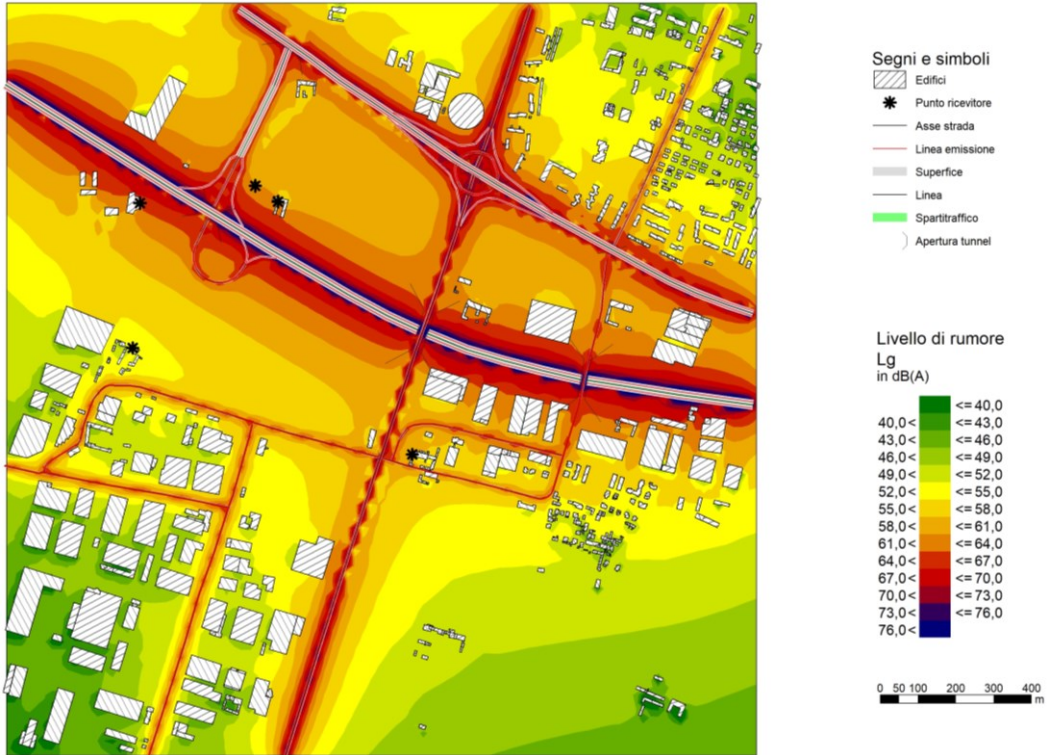 Segni e simboli
Edifici
Punto ricevitore
Asse strada
Linea emissione
Superfice
Linea
Spartitraffico
Apertura tunnel
Livello di rumore
Lg
in dB(A)
<= 40,0
40,0< <= 43,0
43,0< <= 46,0
46,0< <= 49,0
49,0< <= 52,0
52,0< <= 55,0
55,0< <= 58,0
58,0< <= 61,0
61,0< <= 64,0
64,0< <= 67,0
67,0< <= 70,0
70,0< <= 73,0
73,0< <= 76,0
76,0<
0 50 100 200 300 400
m